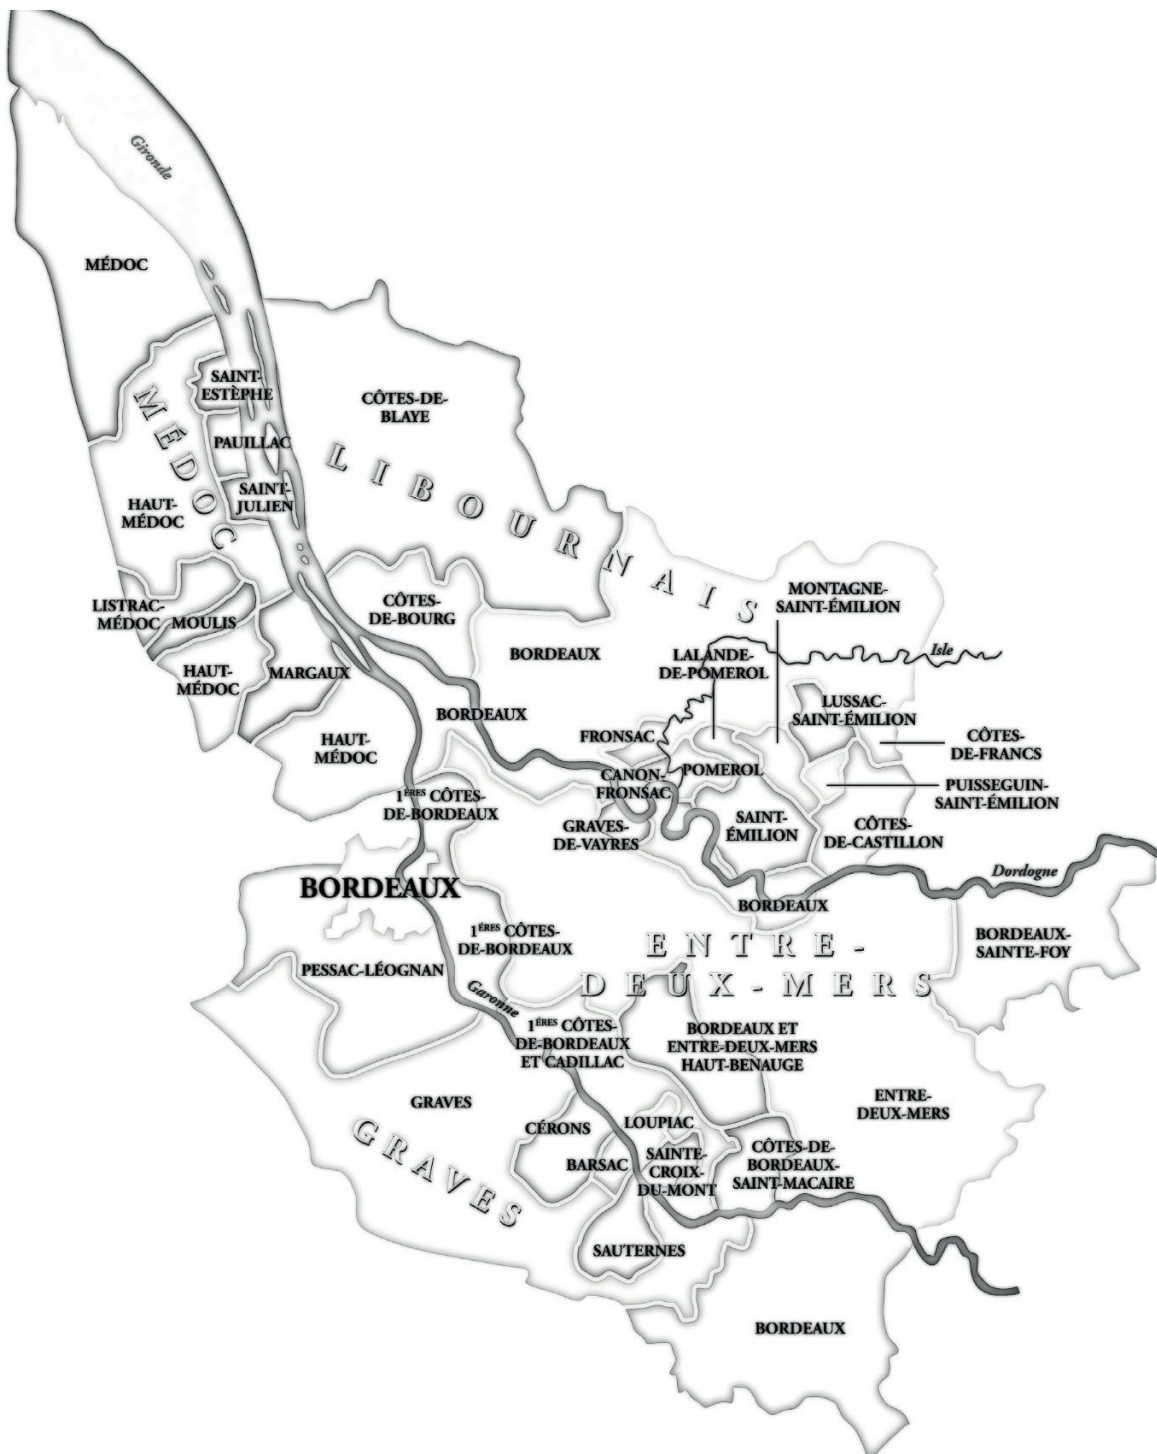 Gironde
MÉDOC
SAINT-
ESTÈPHE
CÔTES-DE-
BLAYE
MÉDOC
PAUILLAC
LIBOURNAIS
SAINT-
JULIEN
HAUT-
MÉDOC
MONTAGNE-
SAINT-ÉMILION
LISTRAC-
MÉDOC
MOULIS
CÔTES-
DE-BOURG
BORDEAUX
LALANDE-
DE-POMEROL
Isle
HAUT-
MÉDOC
MARGAUX
LUSSAC-
SAINT-ÉMILION
BORDEAUX
FRONSAC
CÔTES-
DE-FRANCS
HAUT-
MÉDOC
CANON-
FRONSAC
POMEROL
PUISSEGUIN-
SAINT-ÉMILION
1ÉRES CÔTES-
DE-BORDEAUX
GRAVES-
DE-VAYRES
SAINT-
ÉMILION
CÔTES-
DE-CASTILLON
Dordogne
BORDEAUX
BORDEAUX
1ÉRES CÔTES-
DE-BORDEAUX
ENTRE-
DEUX-MERS
BORDEAUX-
SAINTE-FOY
PESSAC-LÉOGNAN
Garonne
1ÉRES CÔTES-
DE-BORDEAUX
ET CADILLAC
BORDEAUX ET
ENTRE-DEUX-MERS
HAUT-BENAUGE
GRAVES
ENTRE-
DEUX-MERS
GRAVES
CÉRONS
LOUPIAC
BARSAC
SAINTE-
CROIX-
DU-MONT
CÔTES-DE-
BORDEAUX-
SAINT-MACAIRE
SAUTERNES
BORDEAUX